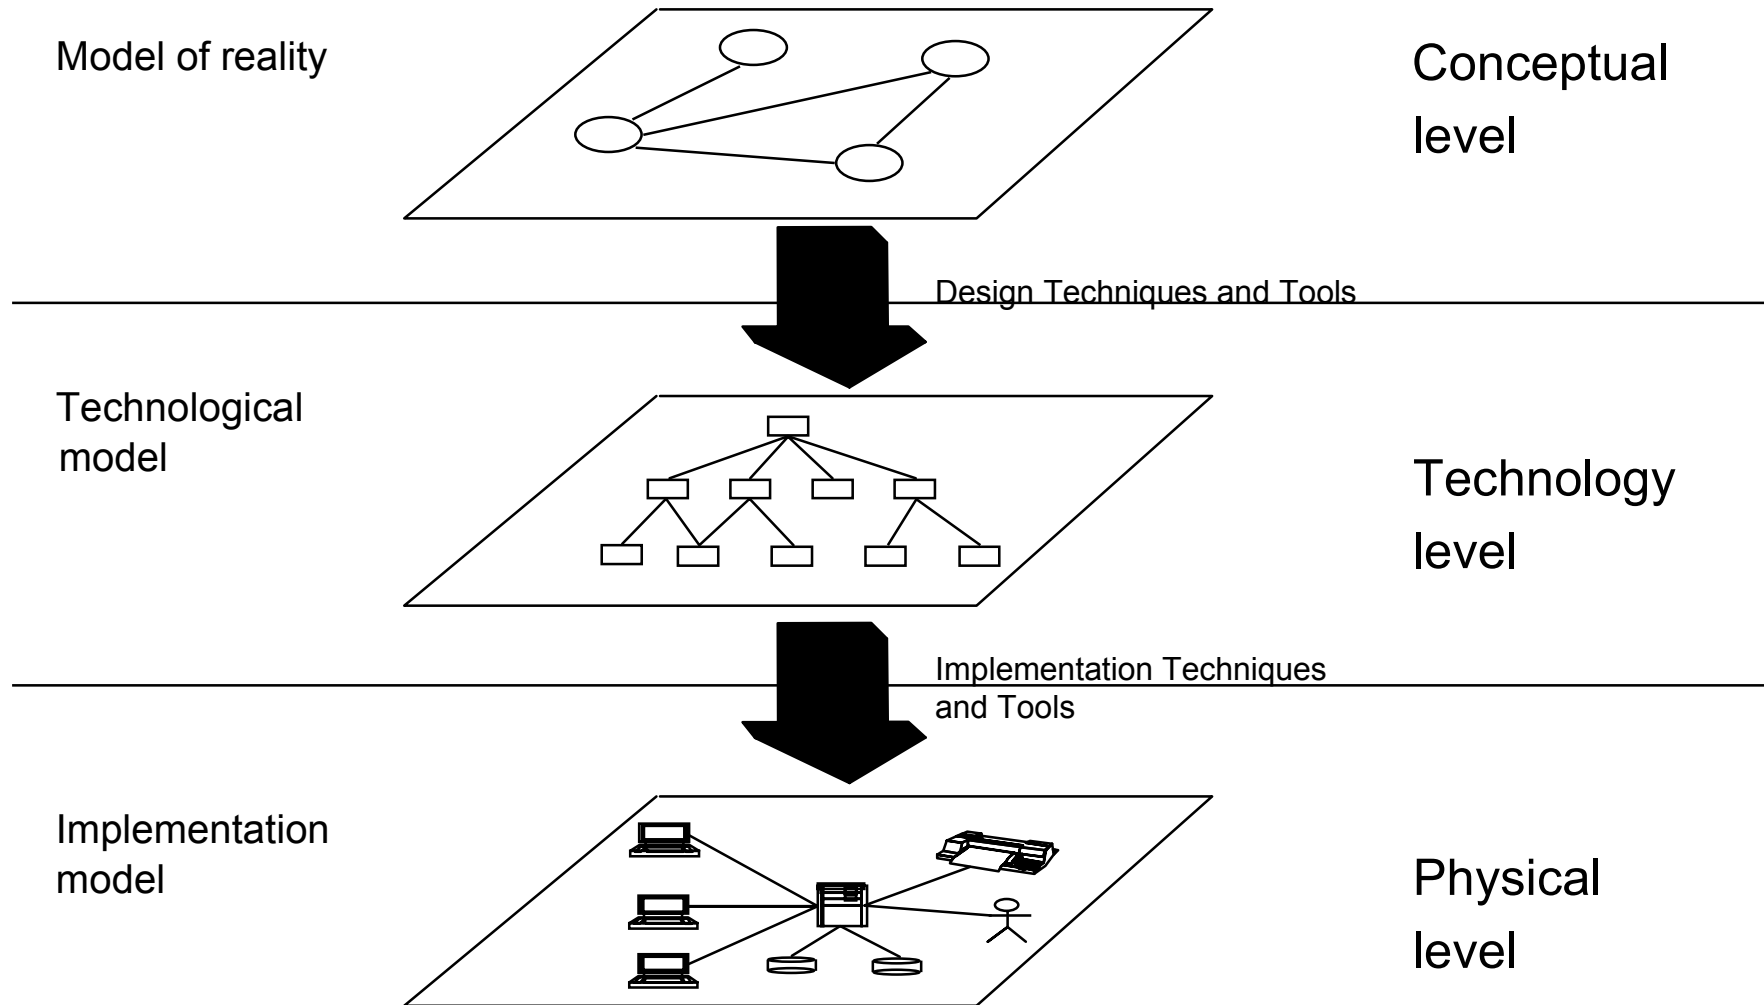 Model of reality
Conceptual
level
Design Techniques and Tools
Technological
model
Technology
level
Implementation Techniques
and Tools
Implementation
model
Physical
level